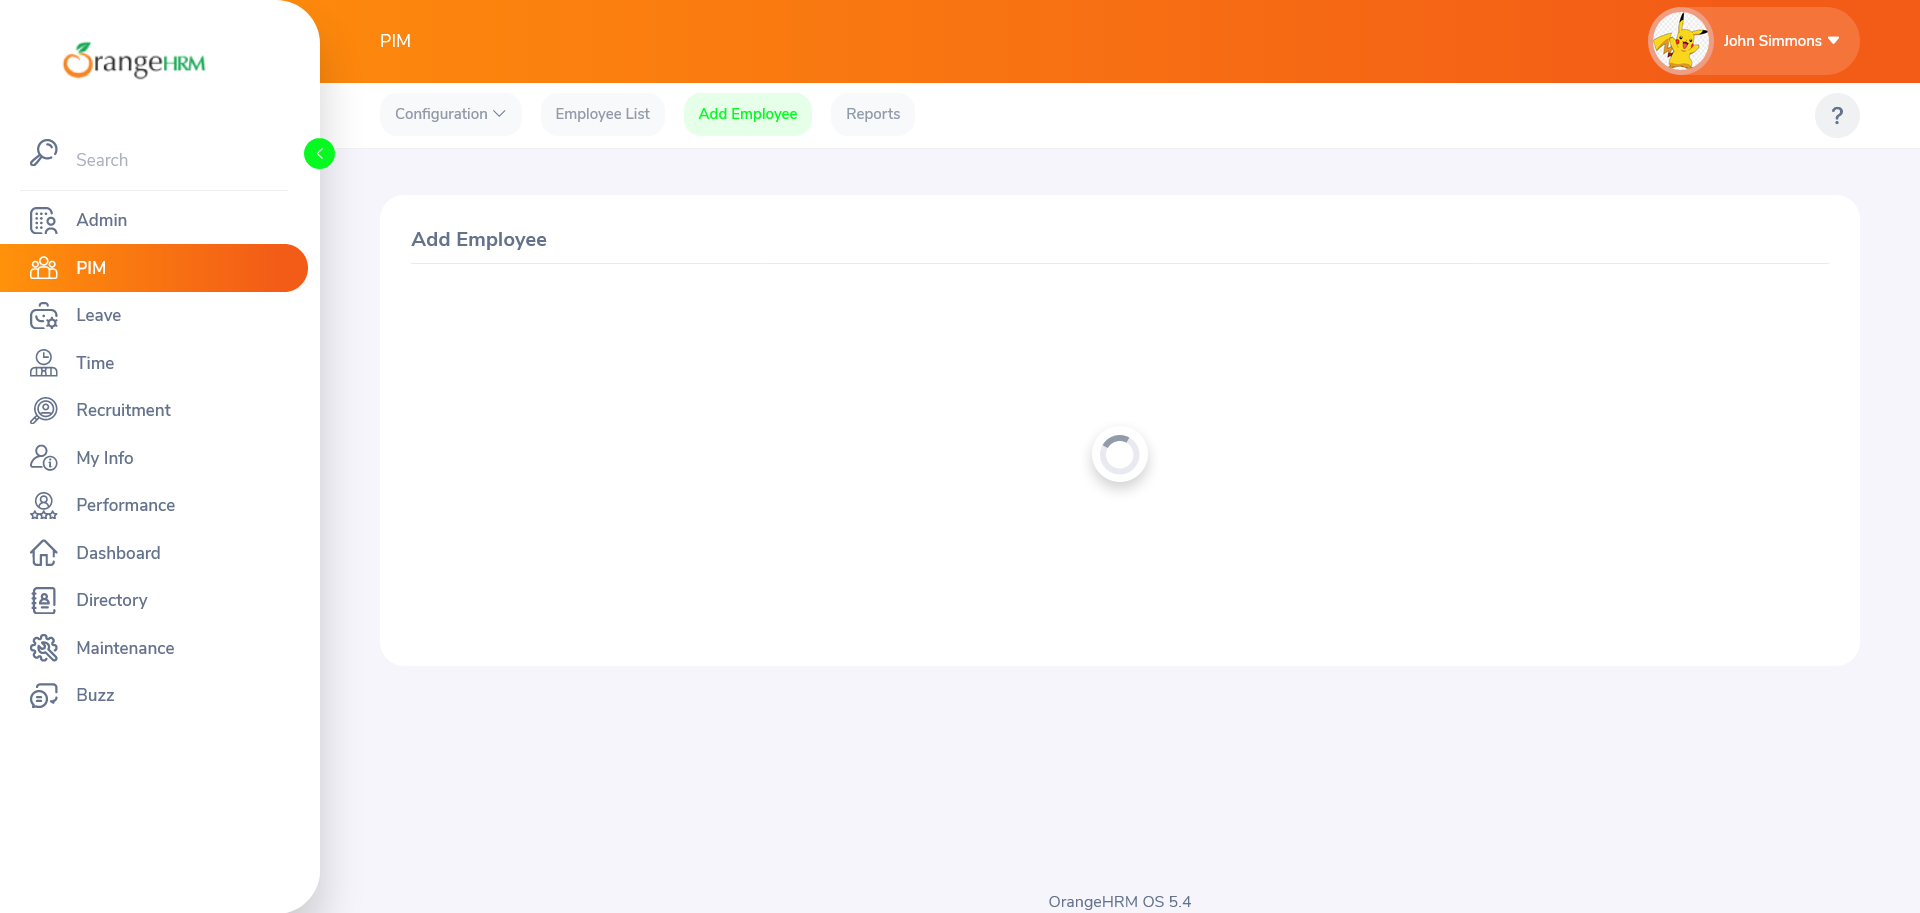 OrangeHRM
Search
Admin
PIM
Leave
Time
Recruitment
My Info
Performance
Dashboard
Directory
Maintenance
Buzz
PIM
John Simmons
Configuration
Employee List
Add Employee
Reports
?
Add Employee
OrangeHRM OS 5.4